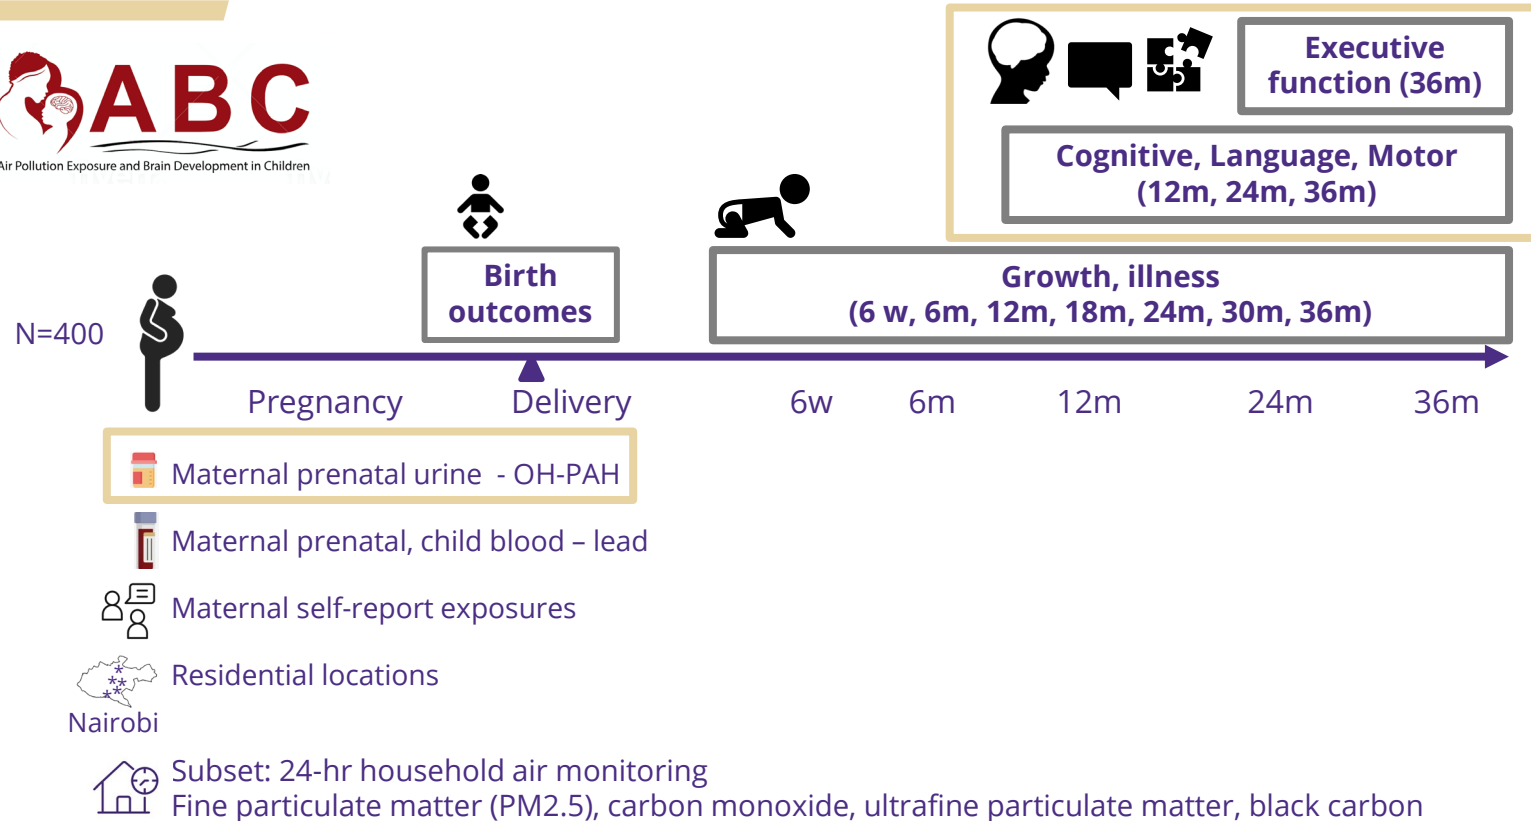 ABC
Air Pollution Exposure and Brain Development in Children
Executive
function (36m)
Cognitive, Language, Motor
(12m, 24m, 36m)
Birth
outcomes
Growth, illness
(6 w, 6m, 12m, 18m, 24m, 30m, 36m)
N=400
Pregnancy Delivery 6w 6m 12m 24m 36m
Maternal prenatal urine - OH-PAH
Maternal prenatal, child blood – lead
Maternal self-report exposures
Residential locations
Nairobi
Subset: 24-hr household air monitoring
Fine particulate matter (PM2.5), carbon monoxide, ultrafine particulate matter, black carbon